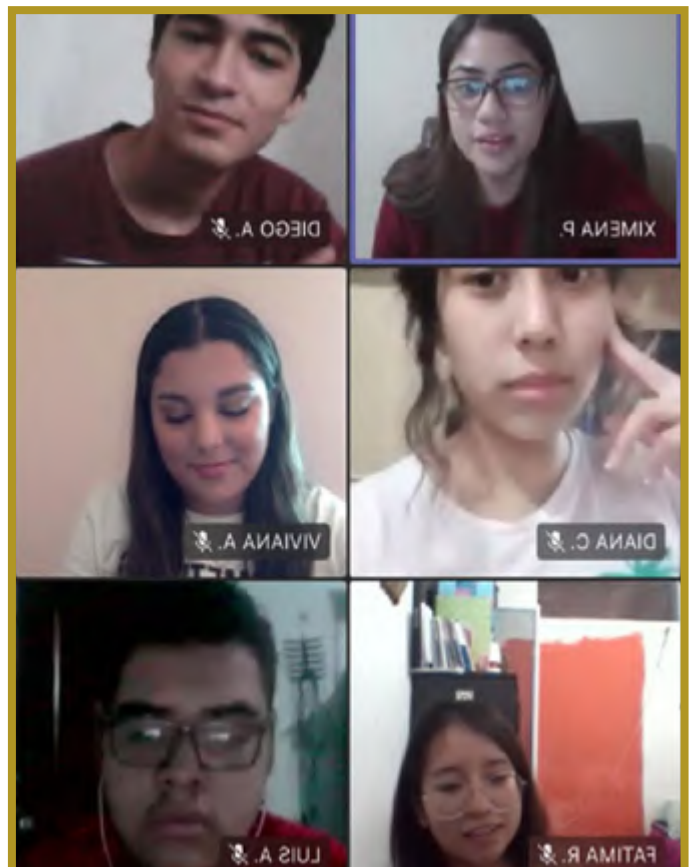 DIEGO A.
XIMENA P.
VIVIANA A.
DIANA C.
LUIS A.
FATIMA R.